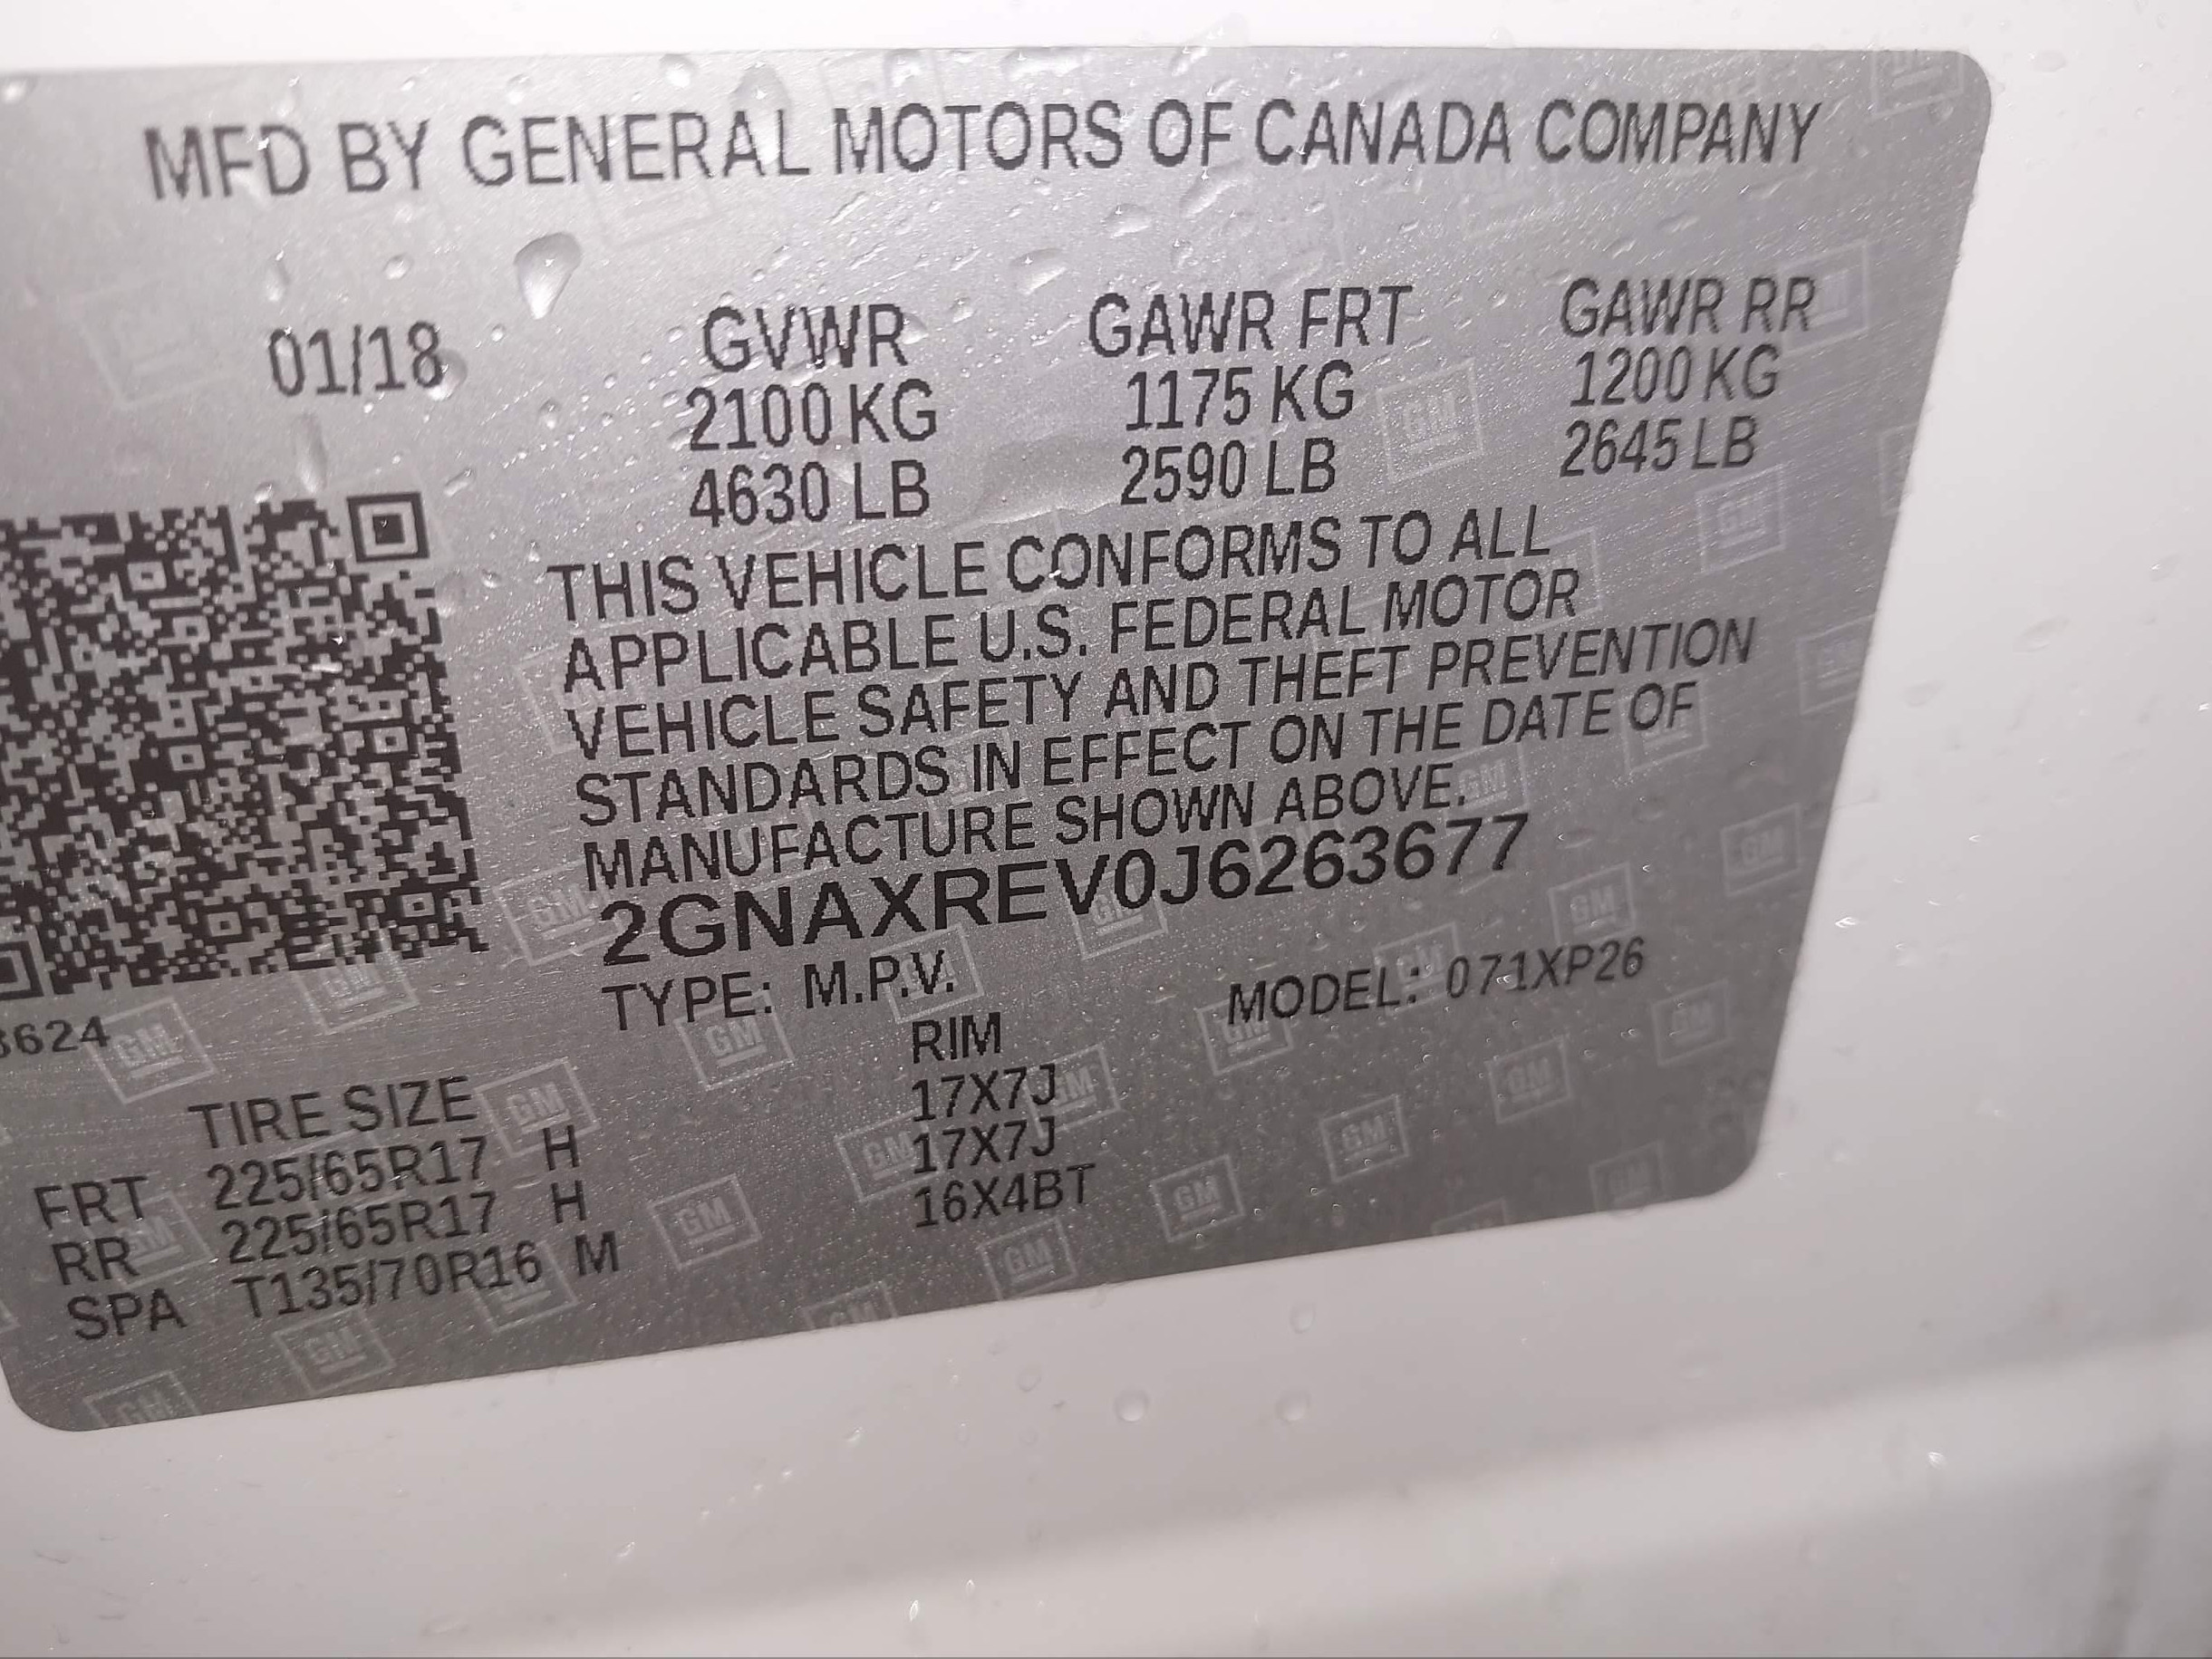 MFD BY GENERAL MOTORS OF CANADA COMPANY
01/18 GVWR GAWR FRT GAWR RR
2100 KG 1175 KG 1200 KG
4630 LB 2590 LB 2645 LB
THIS VEHICLE CONFORMS TO ALL
APPLICABLE U.S. FEDERAL MOTOR
VEHICLE SAFETY AND THEFT PREVENTION
STANDARDS IN EFFECT ON THE DATE OF
MANUFACTURE SHOWN ABOVE.
2GNAXREV0J6263677
TYPE: M.P.V. MODEL: 071XP26
TIRE SIZE RIM
FRT 225/65R17 H 17X7J
RR 225/65R17 H 17X7J
SPA T135/70R16 M 16X4BT